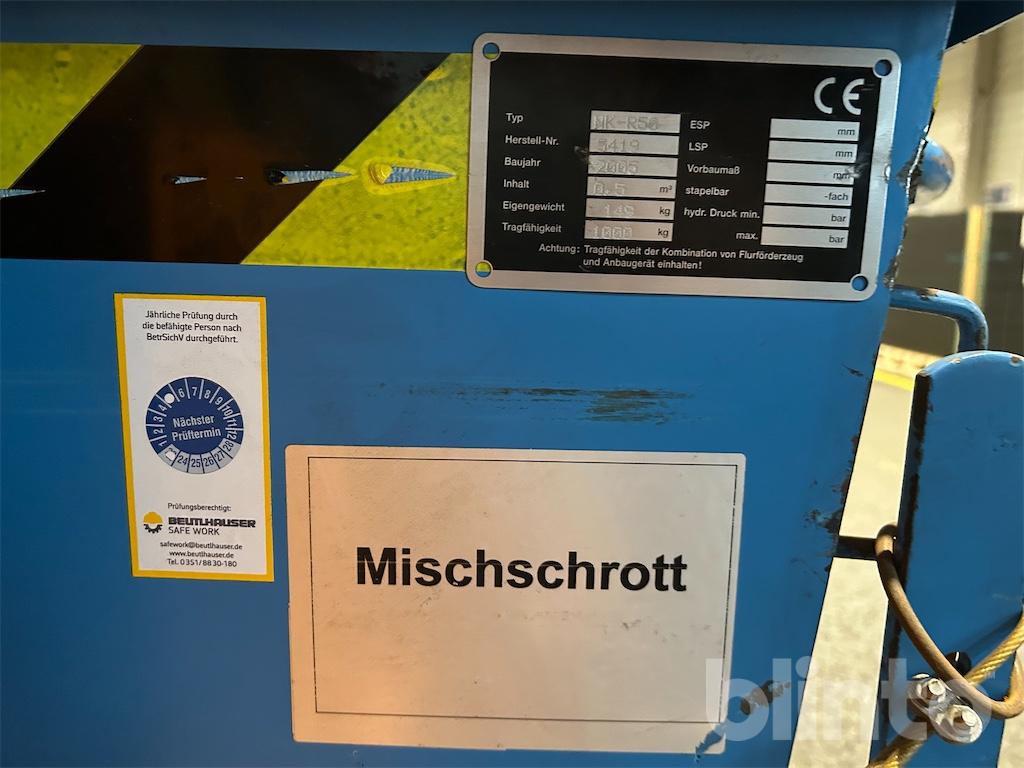 CE
Typ NK-R50 ESP mm
Herstell-Nr. 5419 LSP mm
Baujahr 2005 Vorbaumaß mm
Inhalt 0,5 m³ stapelbar -fach
Eigengewicht 149 kg hydr. Druck min. bar
Tragfähigkeit 1000 kg max. bar
Achtung: Tragfähigkeit der Kombination von Flurförderzeug
und Anbaugerät einhalten!
Jährliche Prüfung durch
die befähigte Person nach
BetrSichV durchgeführt.
1 2 3 4 6 7 8 9 10 11 12
Nächster
Prüftermin
24 25 26 27 28
Prüfungsberechtigt:
BEUTLHAUSER
SAFE WORK
safework@beutlhauser.de
www.beutlhauser.de
Tel. 0351/8830-180
Mischschrott
blinto